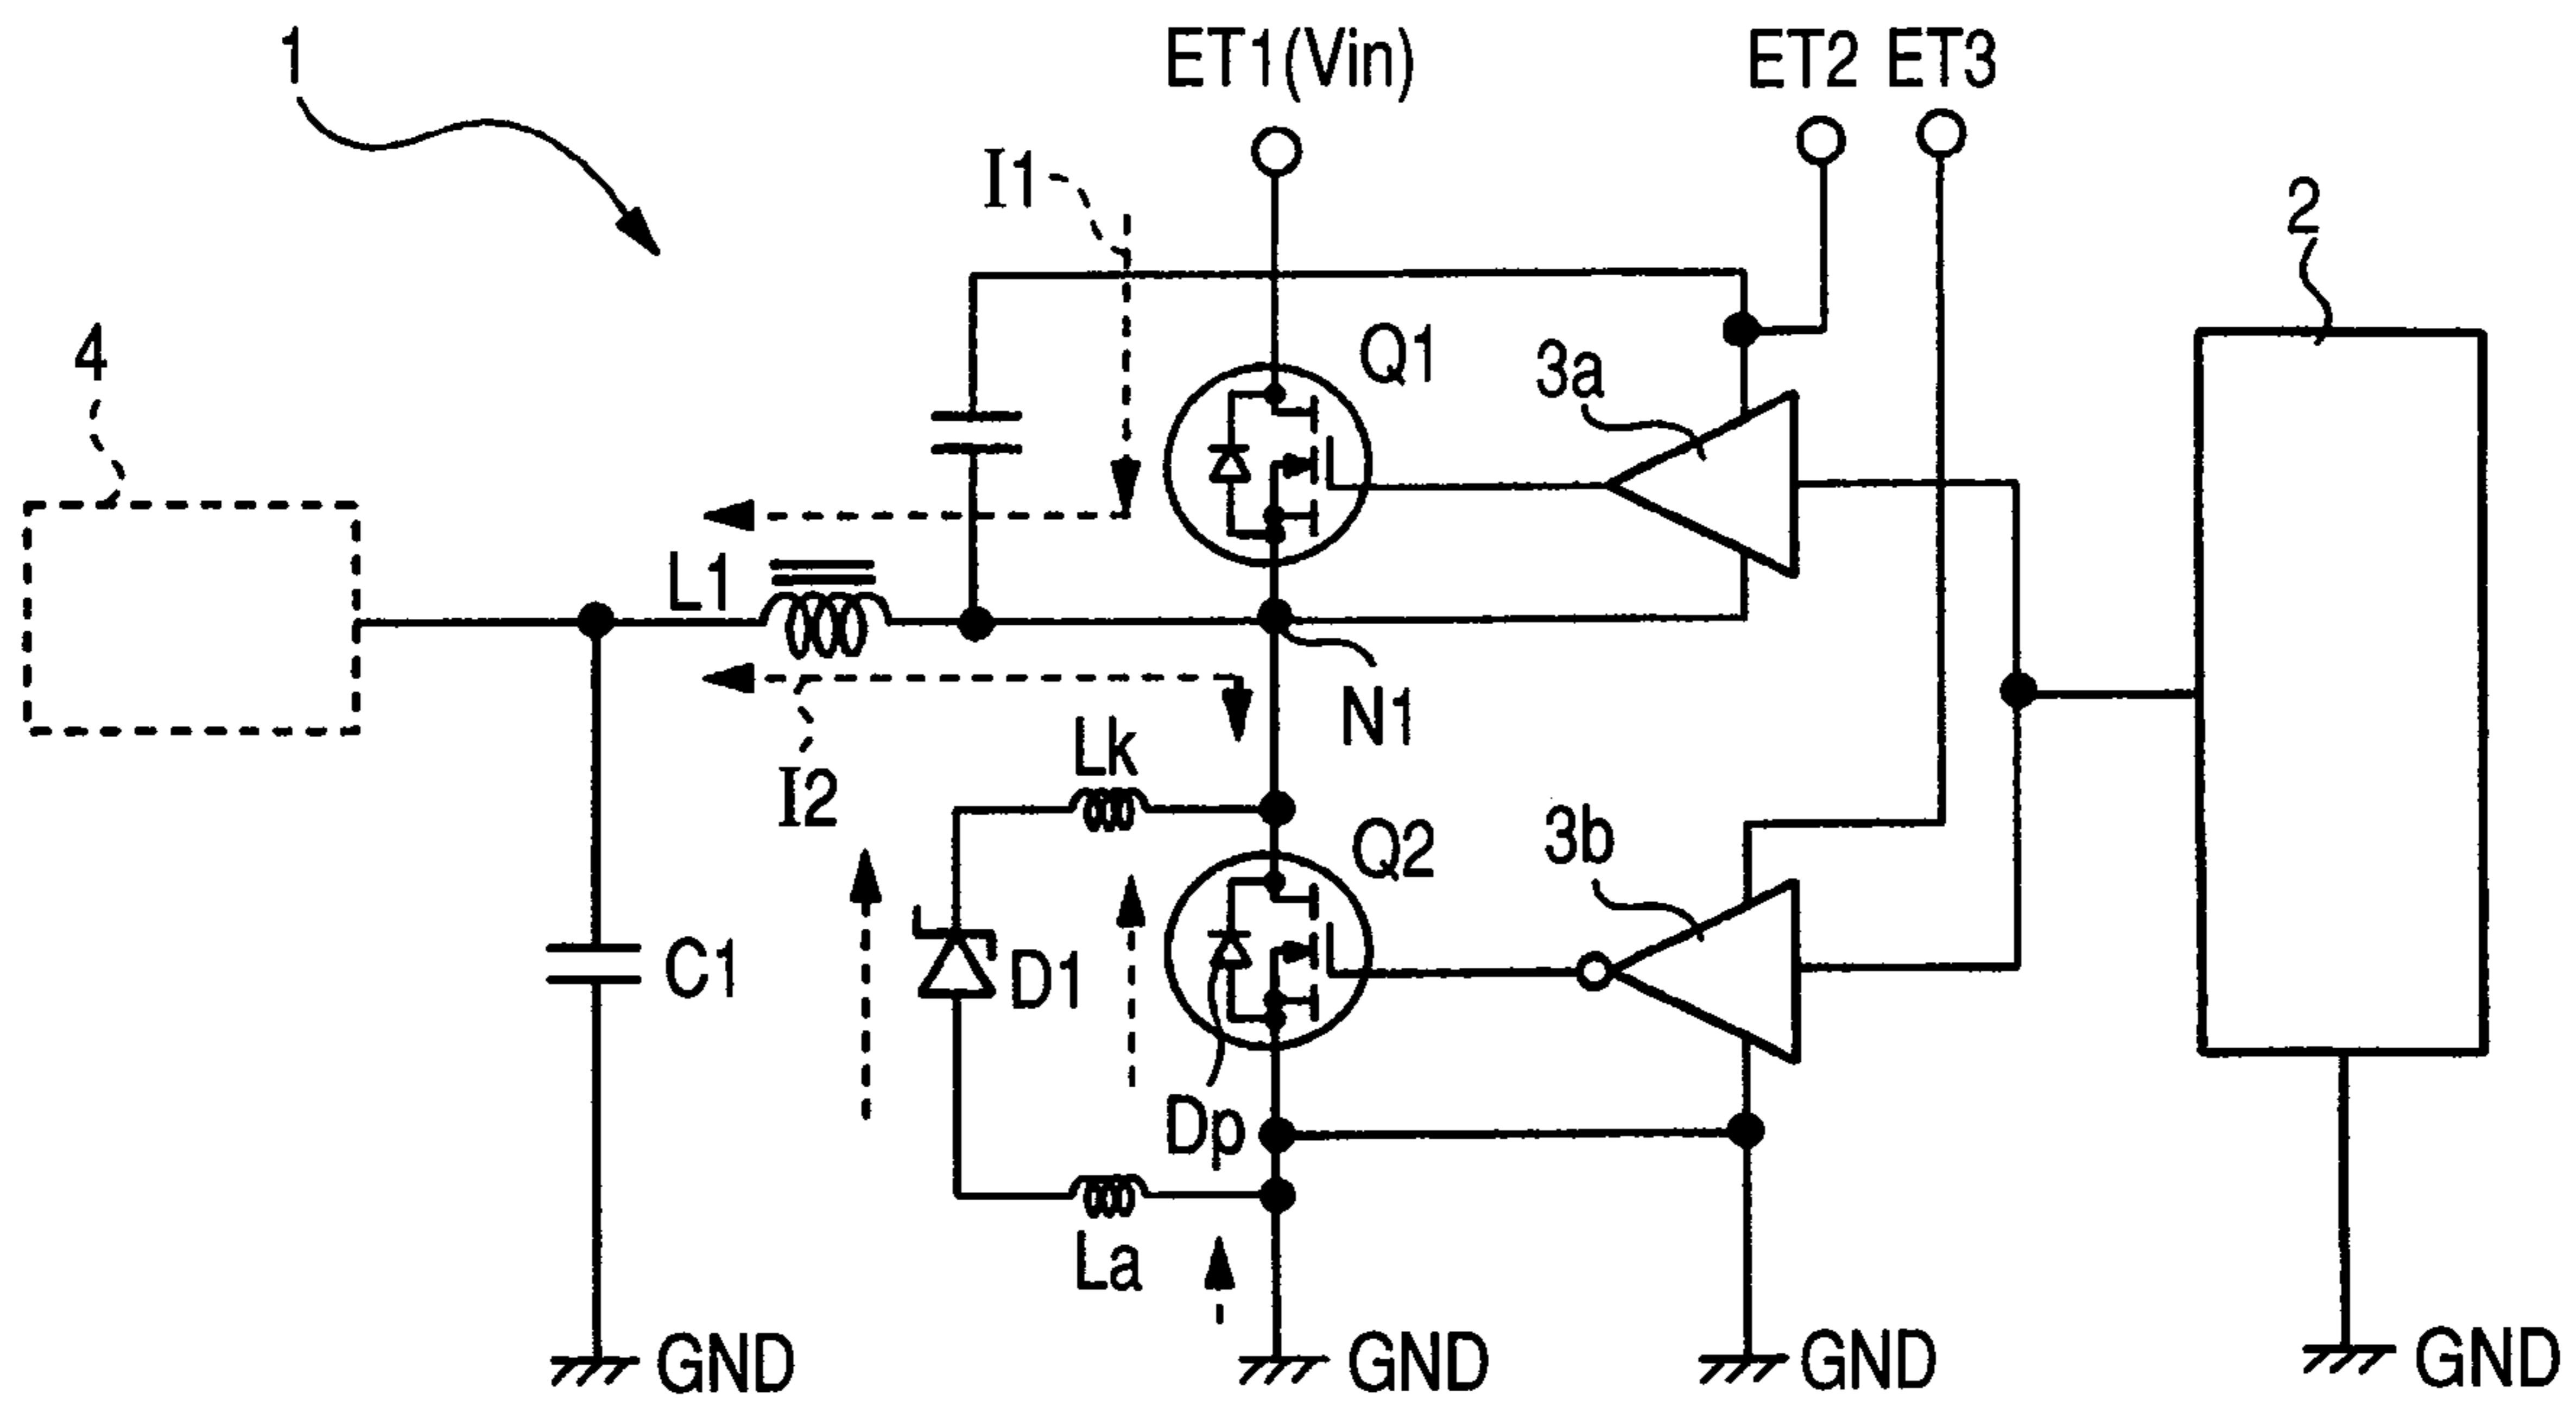 1
ET1(Vin)
ET2
ET3
I1
2
Q1
3a
4
L1
N1
Lk
I2
Q2
3b
D1
C1
Dp
La
GND
GND
GND
GND